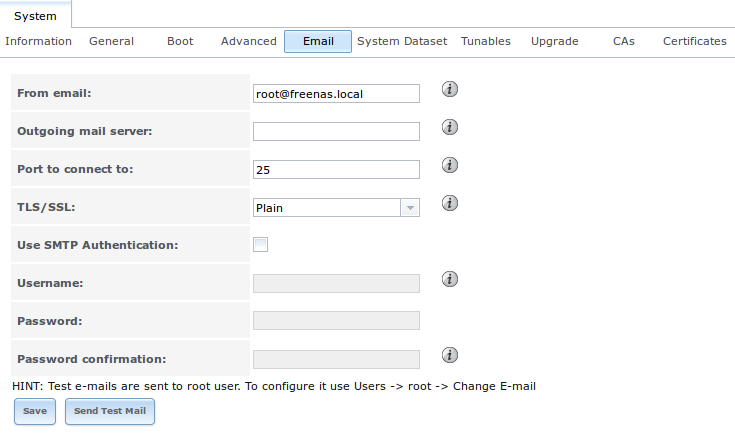 System
Information General Boot Advanced Email System Dataset Tunables Upgrade CAs Certificates
From email: root@freenas.local
Outgoing mail server:
Port to connect to: 25
TLS/SSL: Plain
Use SMTP Authentication:
Username:
Password:
Password confirmation:
HINT: Test e-mails are sent to root user. To configure it use Users -> root -> Change E-mail
Save Send Test Mail